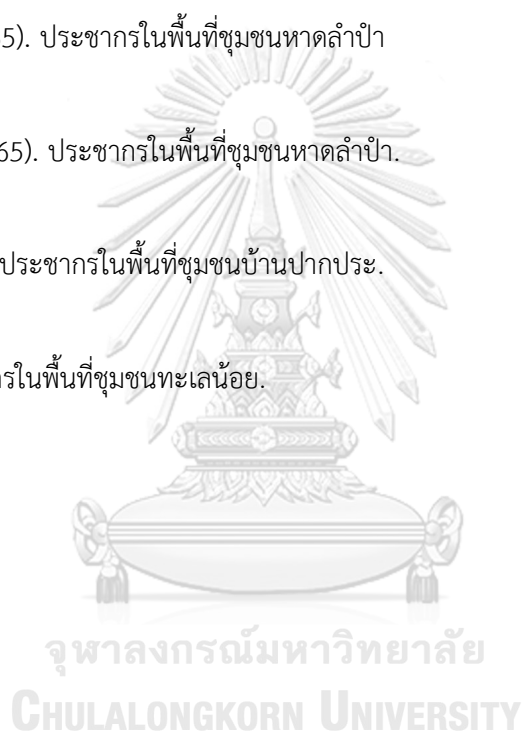 5). ประชากรในพื้นที่ชุมชนหาดลำปำ
65). ประชากรในพื้นที่ชุมชนหาดลำปำ.
ประชากรในพื้นที่ชุมชนบ้านปากประ.
รในพื้นที่ชุมชนทะเลน้อย.
จุฬาลงกรณ์มหาวิทยาลัย
CHULALONGKORN UNIVERSITY